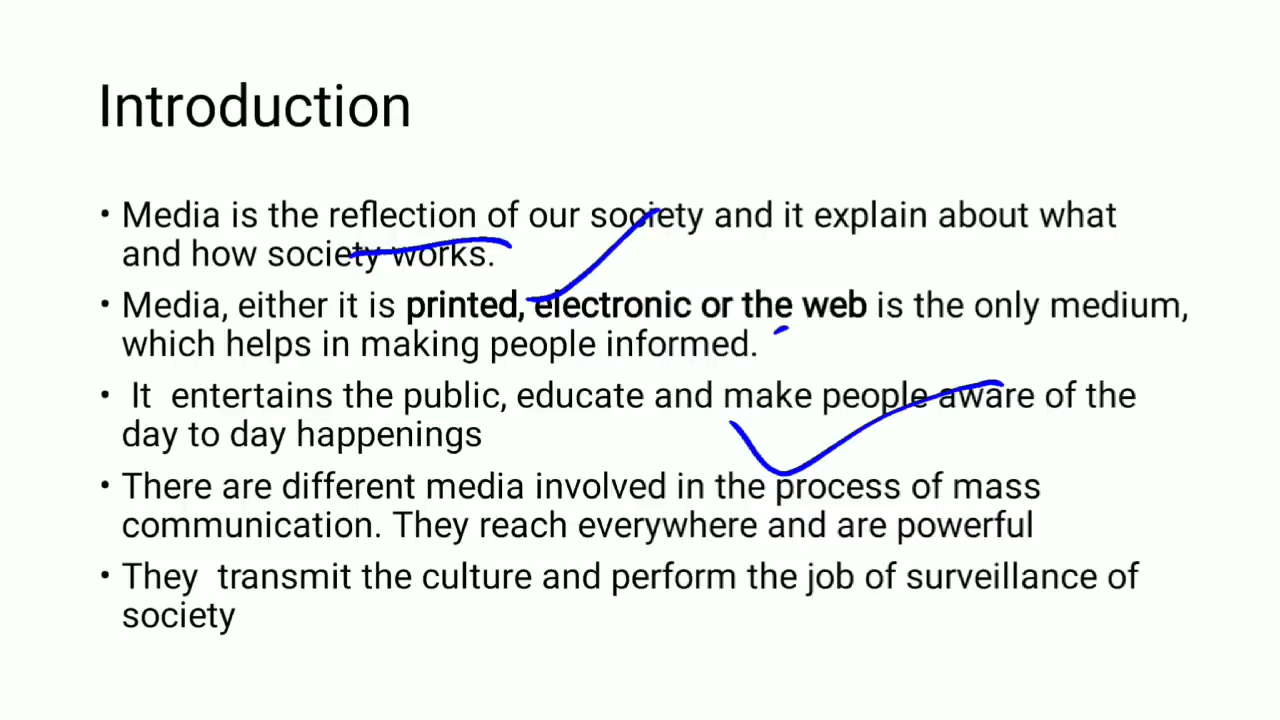 Introduction
• Media is the reflection of our society and it explain about what
and how society works.
• Media, either it is printed, electronic or the web is the only medium,
which helps in making people informed.
• It entertains the public, educate and make people aware of the
day to day happenings
• There are different media involved in the process of mass
communication. They reach everywhere and are powerful
• They transmit the culture and perform the job of surveillance of
society